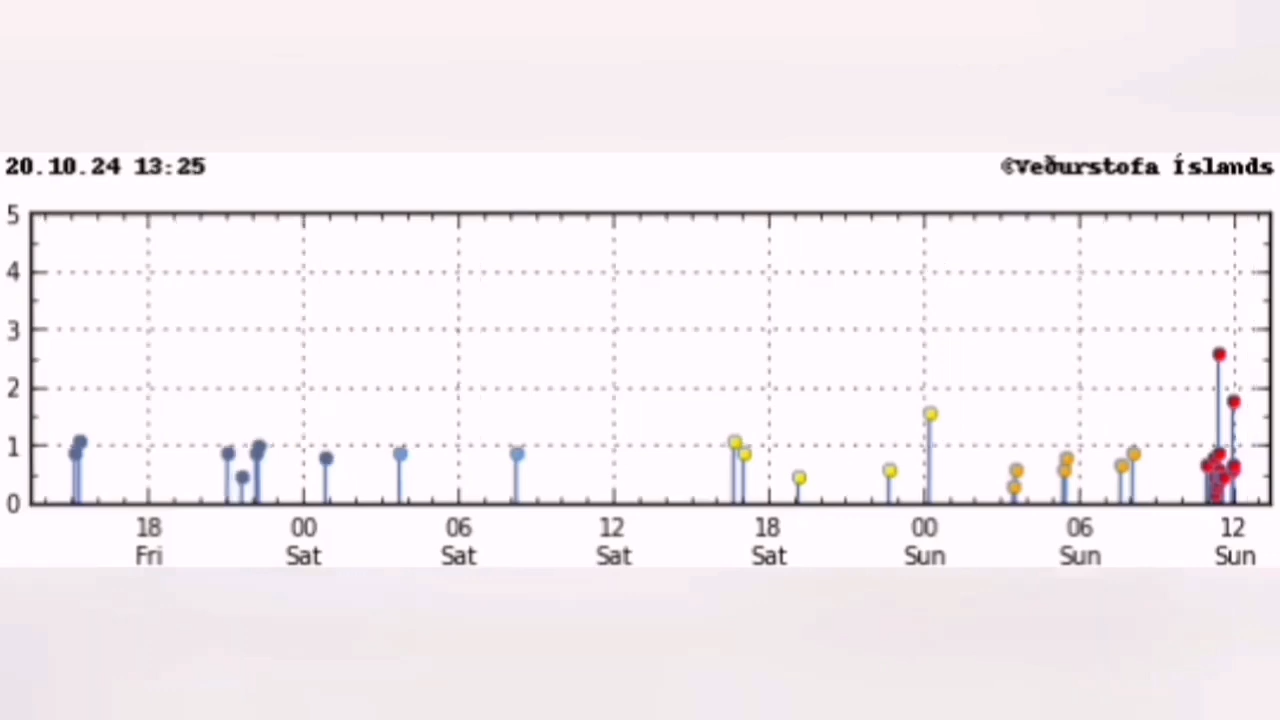 20.10.24 13:25 ©Veðurstofa Íslands
5
4
3
2
1
0
18 00 06 12 18 00 06 12
Fri Sat Sat Sat Sat Sun Sun Sun